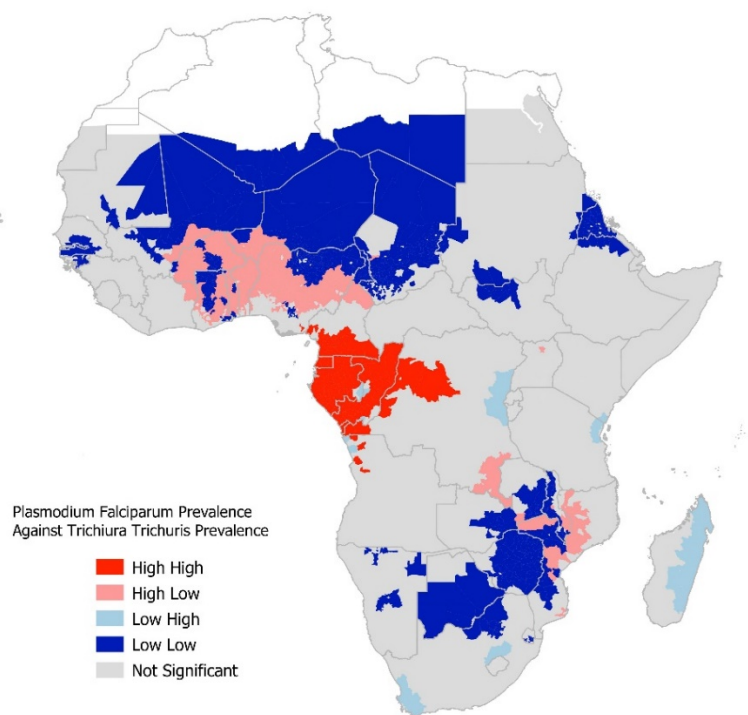 Plasmodium Falciparum Prevalence
Against Trichiura Trichuris Prevalence
High High
High Low
Low High
Low Low
Not Significant